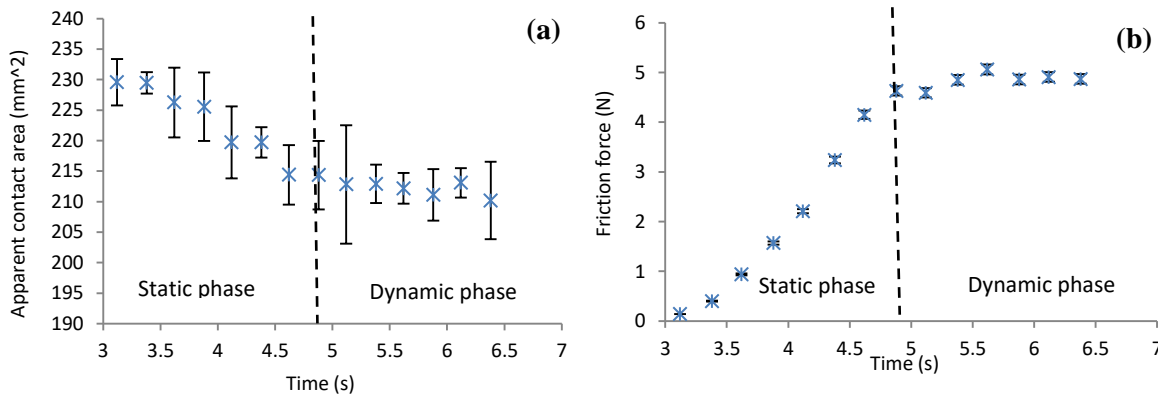 (a)
Apparent contact area (mm^2)
240
235
230
225
220
215
210
205
200
195
190
Static phase
Dynamic phase
3 3.5 4 4.5 5 5.5 6 6.5 7
Time (s)
(b)
Friction force (N)
6
5
4
3
2
1
0
Static phase
Dynamic phase
3 3.5 4 4.5 5 5.5 6 6.5 7
Time (s)